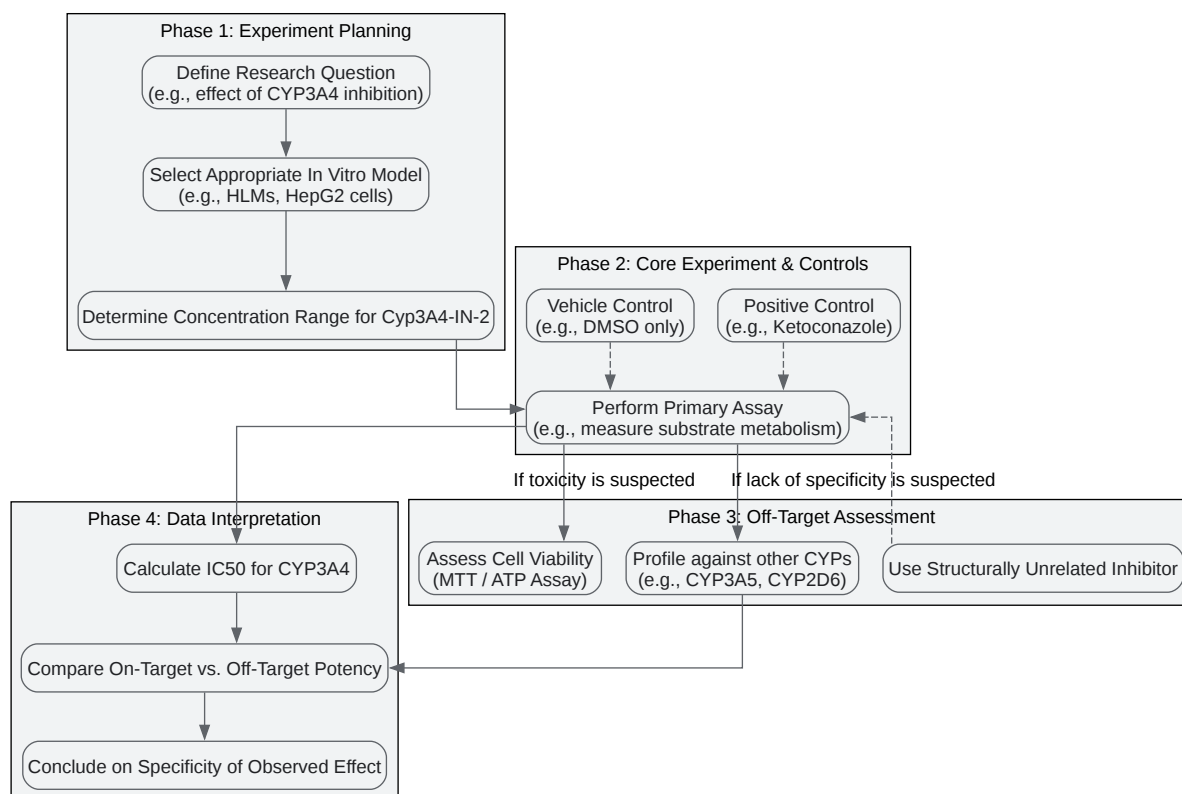 Phase 1: Experiment Planning
Define Research Question
(e.g., effect of CYP3A4 inhibition)
Select Appropriate In Vitro Model
(e.g., HLMs, HepG2 cells)
Determine Concentration Range for Cyp3A4-IN-2
Phase 2: Core Experiment & Controls
Vehicle Control
(e.g., DMSO only)
Positive Control
(e.g., Ketoconazole)
Perform Primary Assay
(e.g., measure substrate metabolism)
If toxicity is suspected
If lack of specificity is suspected
Phase 3: Off-Target Assessment
Assess Cell Viability
(MTT / ATP Assay)
Profile against other CYPs
(e.g., CYP3A5, CYP2D6)
Use Structurally Unrelated Inhibitor
Phase 4: Data Interpretation
Calculate IC50 for CYP3A4
Compare On-Target vs. Off-Target Potency
Conclude on Specificity of Observed Effect